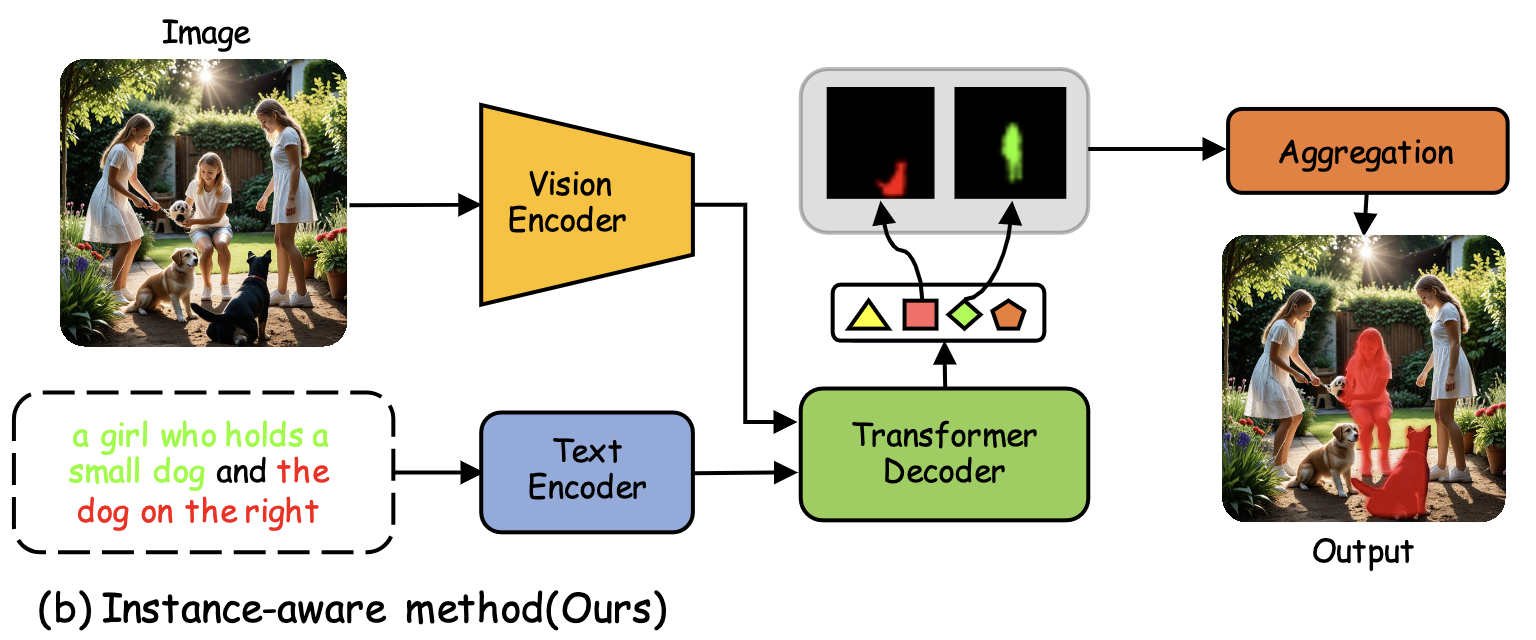 Image
Vision
Encoder
Aggregation
a girl who holds a
small dog and the
dog on the right
Text
Encoder
Transformer
Decoder
Output
(b) Instance-aware method(Ours)